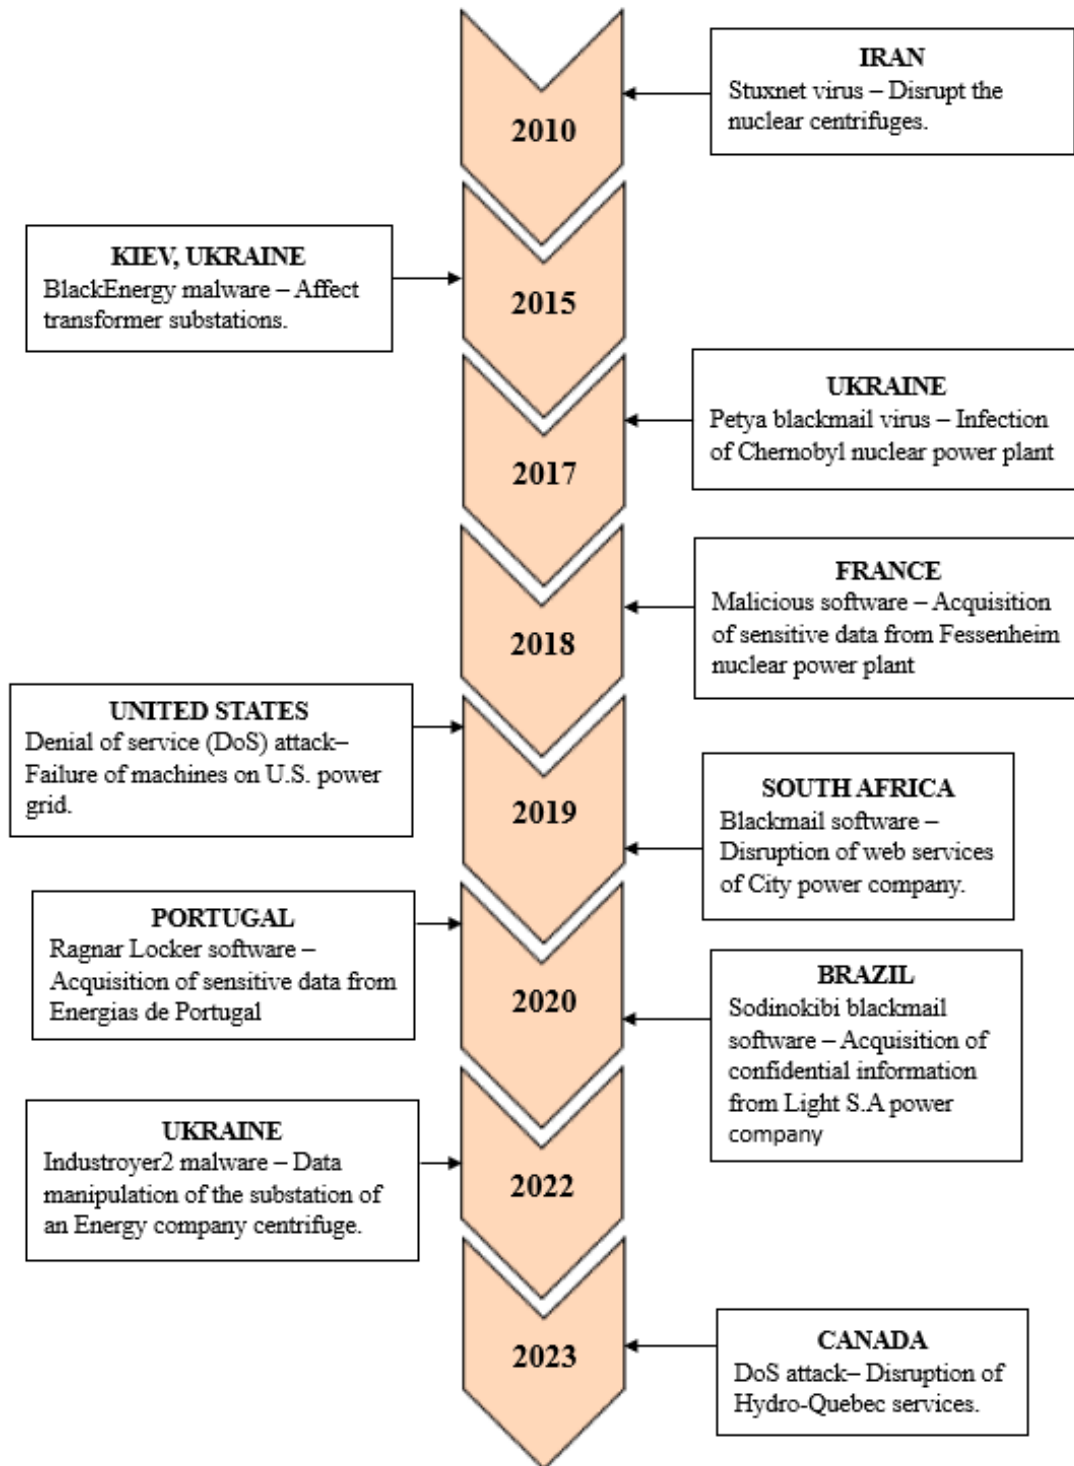 IRAN
Stuxnet virus – Disrupt the
nuclear centrifuges.
2010
KIEV, UKRAINE
BlackEnergy malware – Affect
transformer substations.
2015
UKRAINE
Petya blackmail virus – Infection
of Chernobyl nuclear power plant
2017
FRANCE
Malicious software – Acquisition
of sensitive data from Fessenheim
nuclear power plant
2018
UNITED STATES
Denial of service (DoS) attack–
Failure of machines on U.S. power
grid.
2019
SOUTH AFRICA
Blackmail software –
Disruption of web services
of City power company.
PORTUGAL
Ragnar Locker software –
Acquisition of sensitive data from
Energias de Portugal
2020
BRAZIL
Sodinokibi blackmail
software – Acquisition of
confidential information
from Light S.A power
company
UKRAINE
Industroyer2 malware – Data
manipulation of the substation of
an Energy company centrifuge.
2022
2023
CANADA
DoS attack– Disruption of
Hydro-Quebec services.